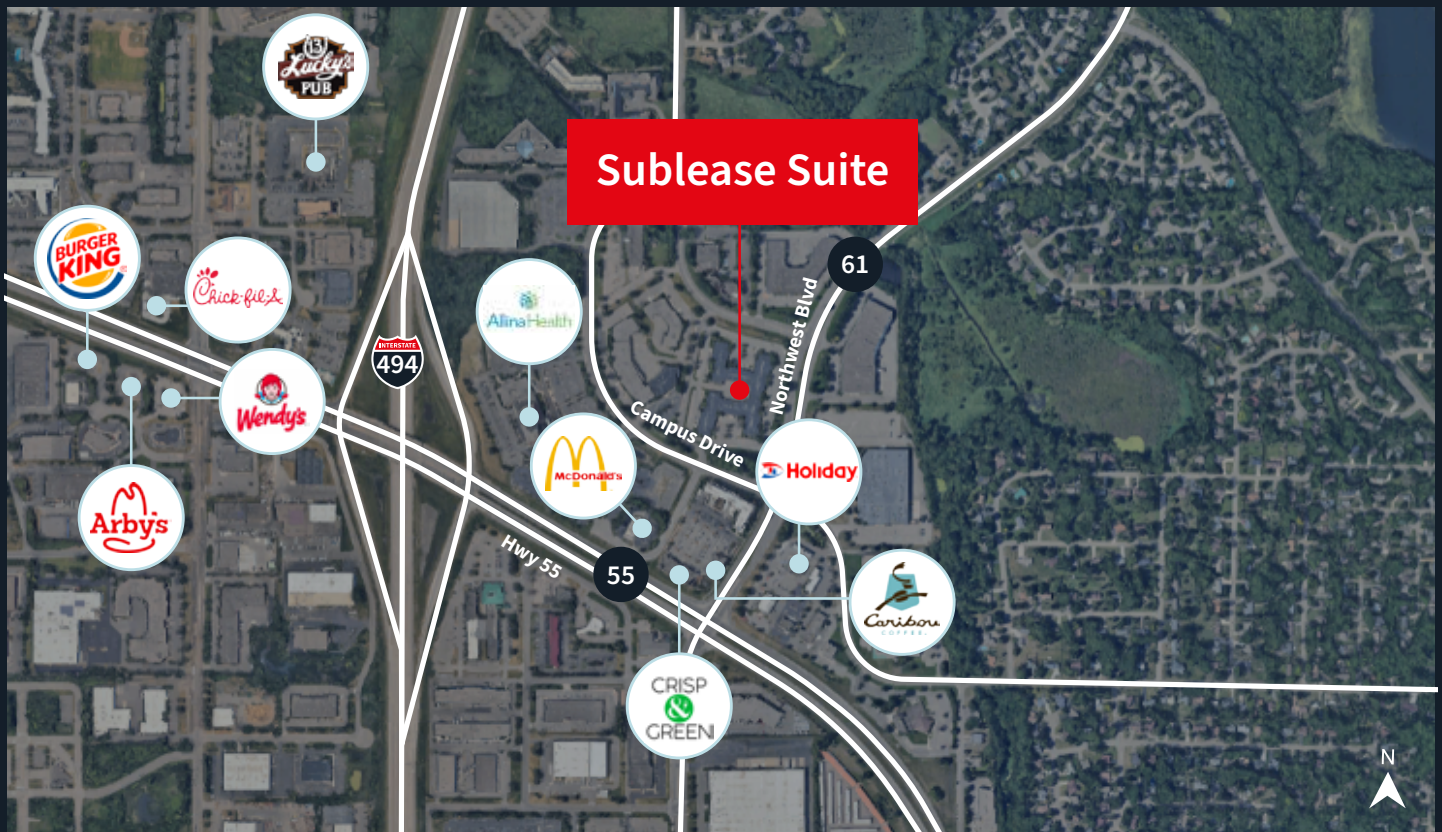 13
Lucky's
PUB
Sublease Suite
BURGER
KING
Chick-fil-A
61
Allina Health
Northwest Blvd
INTERSTATE
494
Wendy's
Campus Drive
McDonald's
Holiday
Arby's
Hwy 55
55
Caribou
COFFEE
CRISP
&
GREEN
N